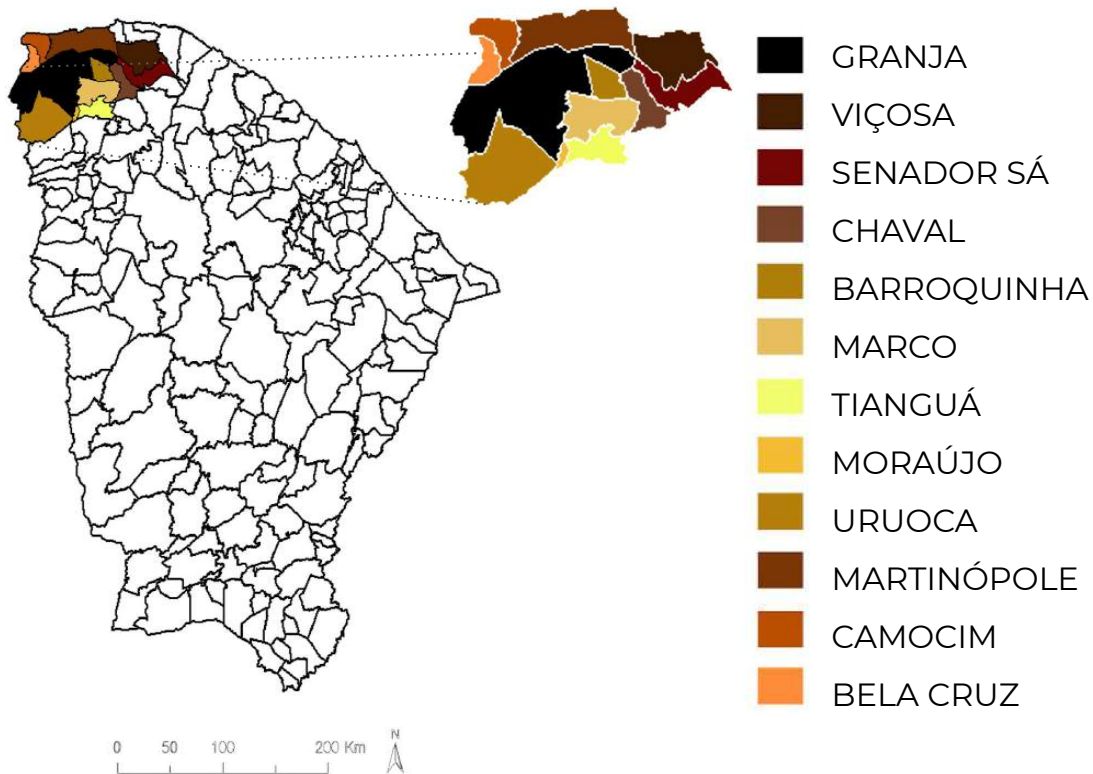 GRANJA
VIÇOSA
SENADOR SÁ
CHAVAL
BARROQUINHA
MARCO
TIANGUÁ
MORAÚJO
URUOCA
MARTINÓPOLE
CAMOCIM
BELA CRUZ
0 50 100 200 Km
N